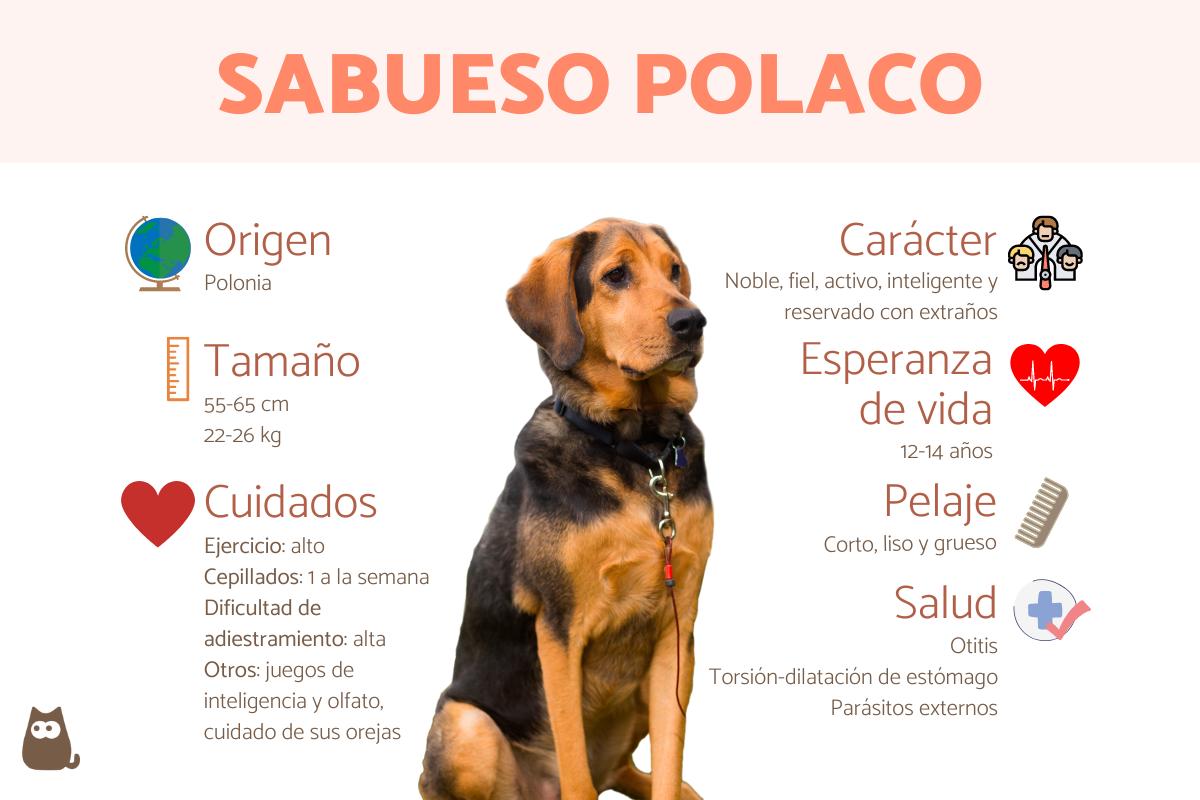 SABUESO POLACO
Origen
Polonia
Tamaño
55-65 cm
22-26 kg
Cuidados
Ejercicio: alto
Cepillados: 1 a la semana
Dificultad de
adiestramiento: alta
Otros: juegos de
inteligencia y olfato,
cuidado de sus orejas
Carácter
Noble, fiel, activo, inteligente y
reservado con extraños
Esperanza
de vida
12-14 años
Pelaje
Corto, liso y grueso
Salud
Otitis
Torsión-dilatación de estómago
Parásitos externos